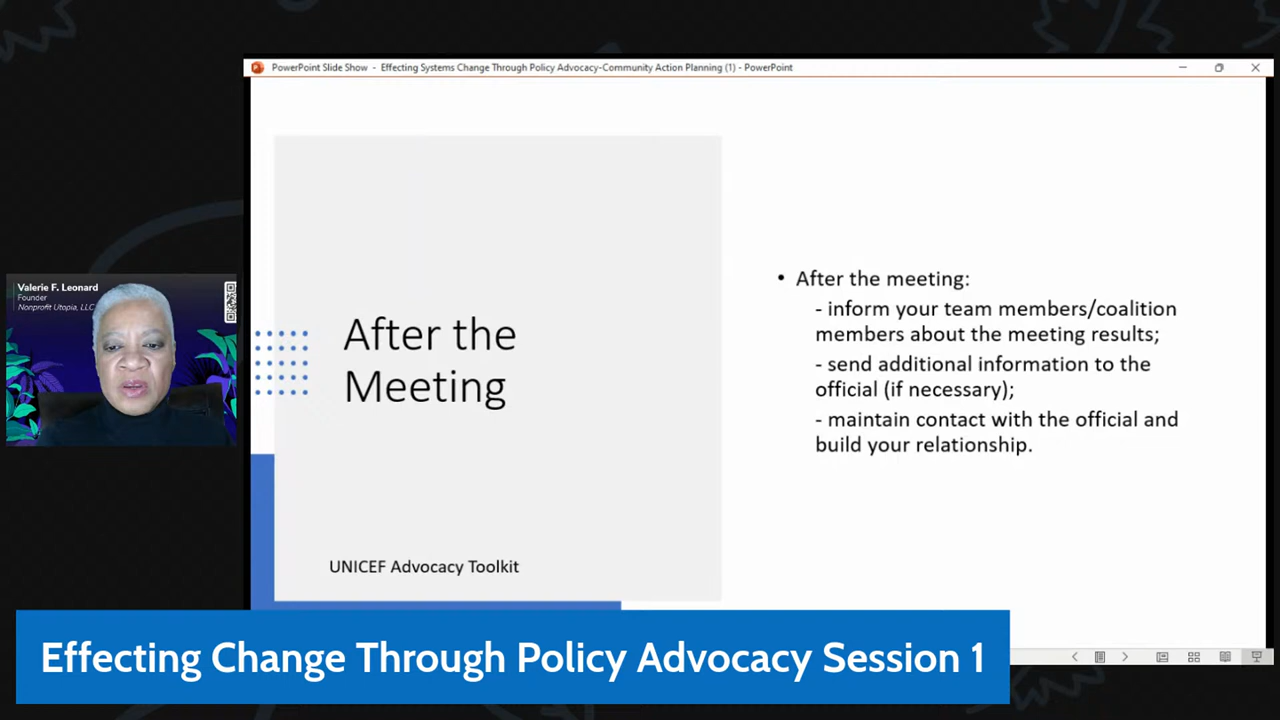 PowerPoint Slide Show - Effecting Systems Change Through Policy Advocacy-Community Action Planning (1) - PowerPoint
Valerie F. Leonard
Founder
Nonprofit Utopia, LLC
After the
Meeting
UNICEF Advocacy Toolkit
• After the meeting:
- inform your team members/coalition
members about the meeting results;
- send additional information to the
official (if necessary);
- maintain contact with the official and
build your relationship.
Effecting Change Through Policy Advocacy Session 1